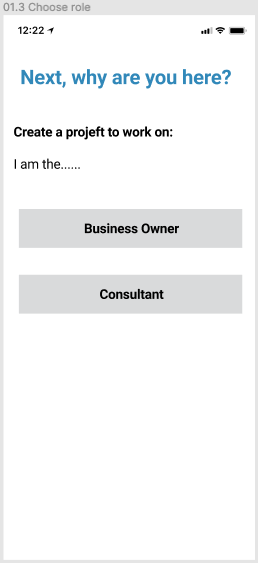 01.3 Choose role
12:22
Next, why are you here?
Create a projeft to work on:
I am the......
Business Owner
Consultant